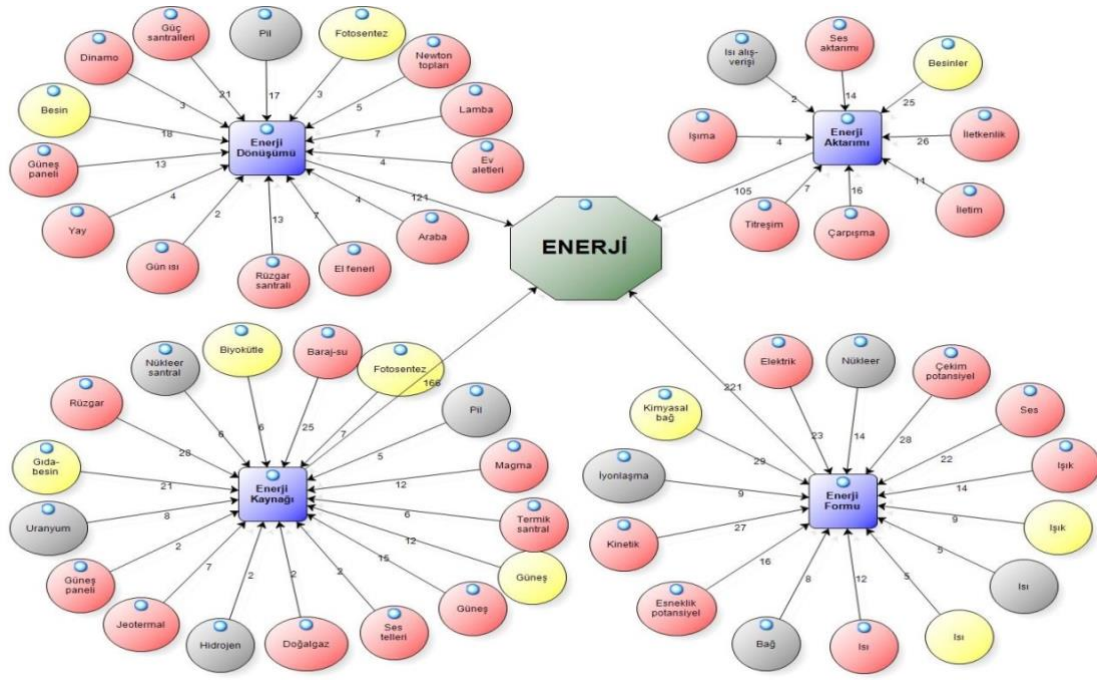 Güç
santralleri
Pil
Fotosentez
Dinamo
Newton
topları
Besin
Lamba
Güneş
paneli
Ev
aletleri
Yay
Araba
Gün ısı
Rüzgar
santrali
El feneri
3
21
17
3
5
18
7
13
4
4
2
13
7
4
Enerji
Dönüşümü
121
Isı alış-
verişi
Ses
aktarımı
Besinler
Işıma
İletkenlik
Titreşim
Çarpışma
İletim
2
14
25
4
26
7
16
11
Enerji
Aktarımı
105
ENERJİ
Nükleer
santral
Biyokütle
Baraj-su
Fotosentez
Rüzgar
Pil
Gıda-
besin
Magma
Uranyum
Termik
santral
Güneş
paneli
Güneş
Jeotermal
Güneş
Hidrojen
Doğalgaz
Ses
telleri
6
6
25
7
28
5
21
12
8
6
2
12
7
15
2
2
2
Enerji
Kaynağı
166
Elektrik
Nükleer
Çekim
potansiyel
Kimyasal
bağ
Ses
İyonlaşma
Işık
Kinetik
Işık
Esneklik
potansiyel
Isı
Bağ
Isı
Isı
23
14
28
29
22
9
14
27
9
16
5
8
12
5
Enerji
Formu
221